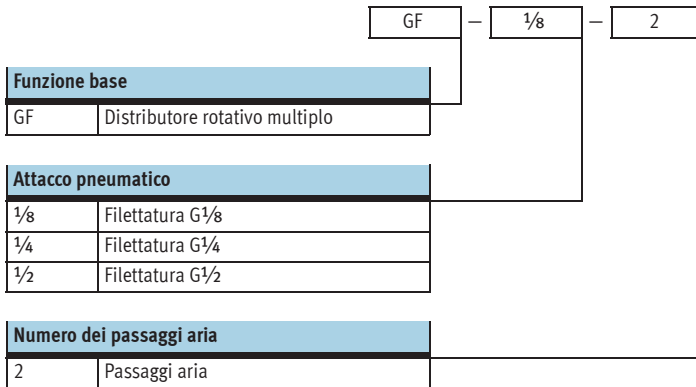 GF – 1/8 – 2
Funzione base
GF Distributore rotativo multiplo
Attacco pneumatico
1/8 Filettatura G1/8
1/4 Filettatura G1/4
1/2 Filettatura G1/2
Numero dei passaggi aria
2 Passaggi aria